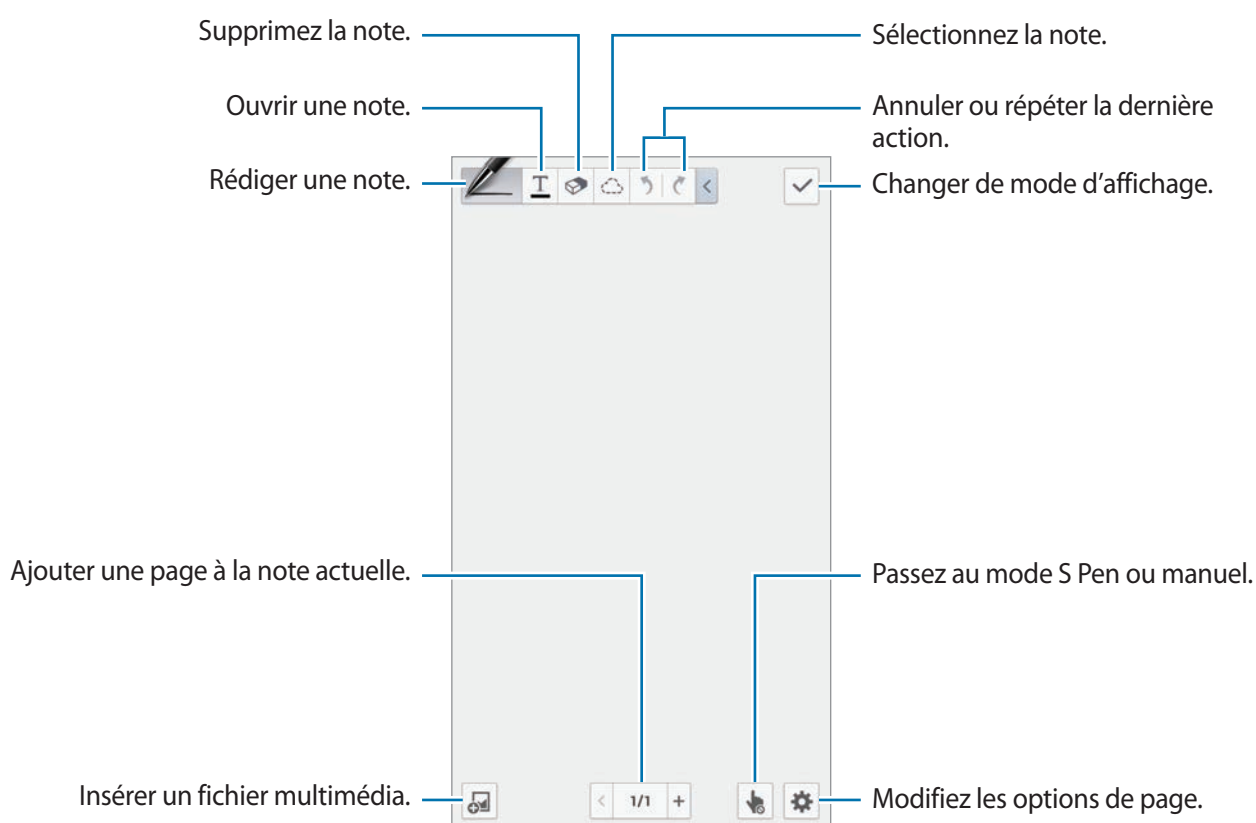 Supprimez la note.
Sélectionnez la note.
Ouvrir une note.
Annuler ou répéter la dernière
action.
Rédiger une note.
T
Changer de mode d'affichage.
Ajouter une page à la note actuelle.
Passez au mode S Pen ou manuel.
Insérer un fichier multimédia.
1/1 +
Modifiez les options de page.